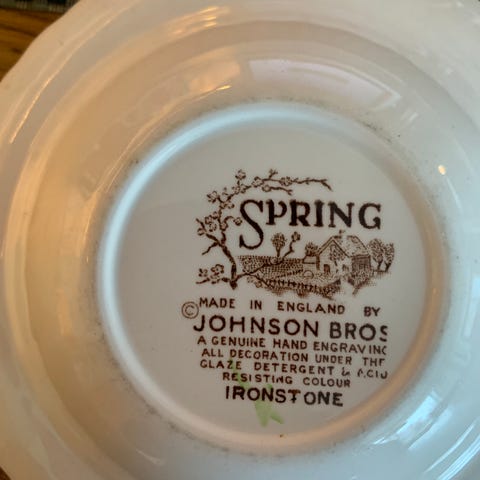 SPRING
© MADE IN ENGLAND BY
JOHNSON BROS
A GENUINE HAND ENGRAVING
ALL DECORATION UNDER THE
GLAZE DETERGENT & ACID
RESISTING COLOUR
IRONSTONE